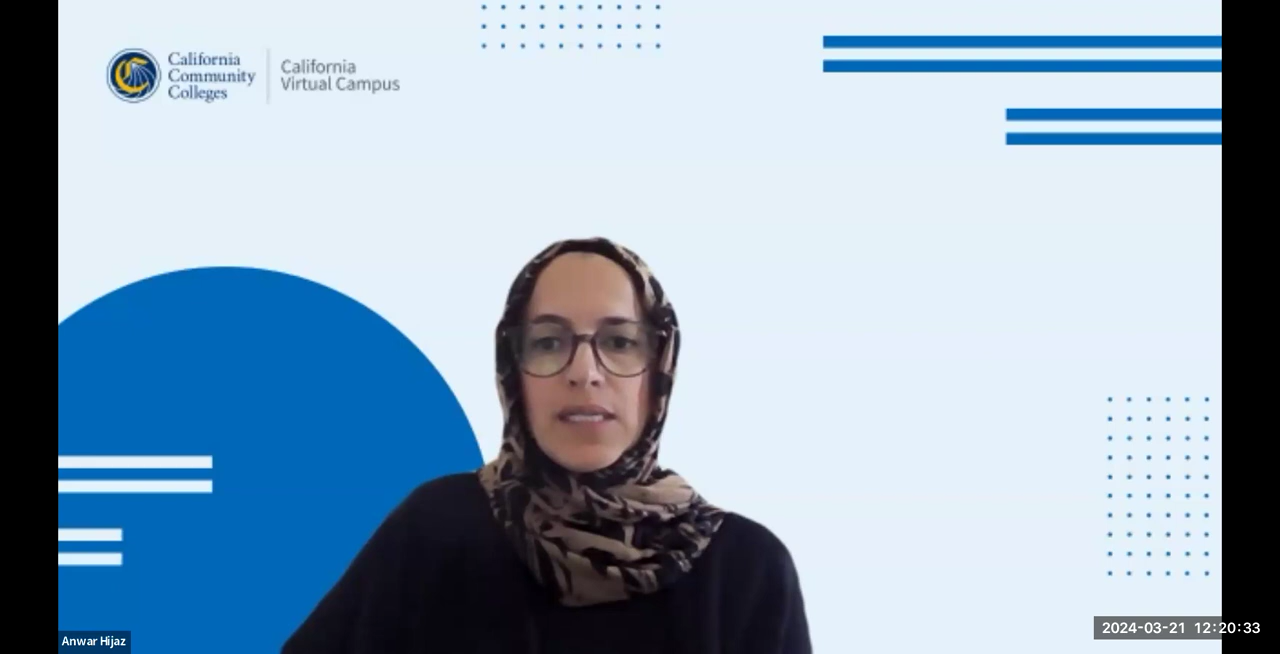 California
Community
Colleges
California
Virtual Campus
Anwar Hijaz
2024-03-21 12:20:33